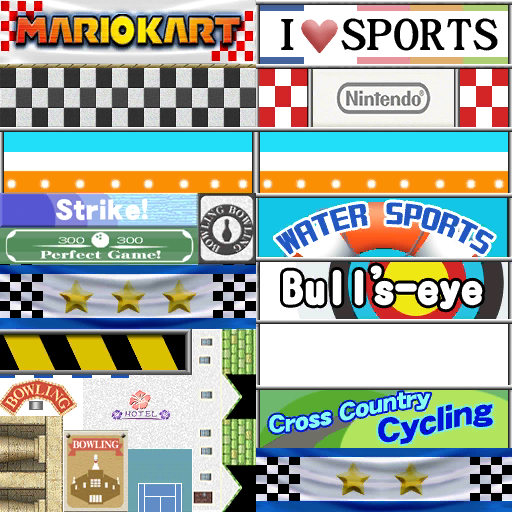 MARIOKART
I ❤ SPORTS
Nintendo®
Strike!
BOWLING BOWLING
300 300
Perfect Game!
WATER SPORTS
Bull's-eye
BOWLING
HOTEL
BOWLING
Cross Country
Cycling